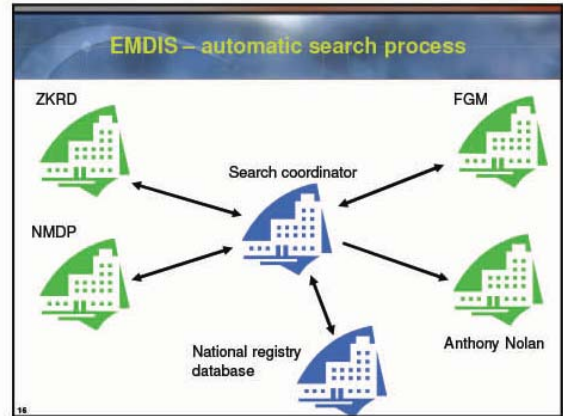 EMDIS – automatic search process
ZKRD
FGM
Search coordinator
NMDP
Anthony Nolan
National registry
database
16